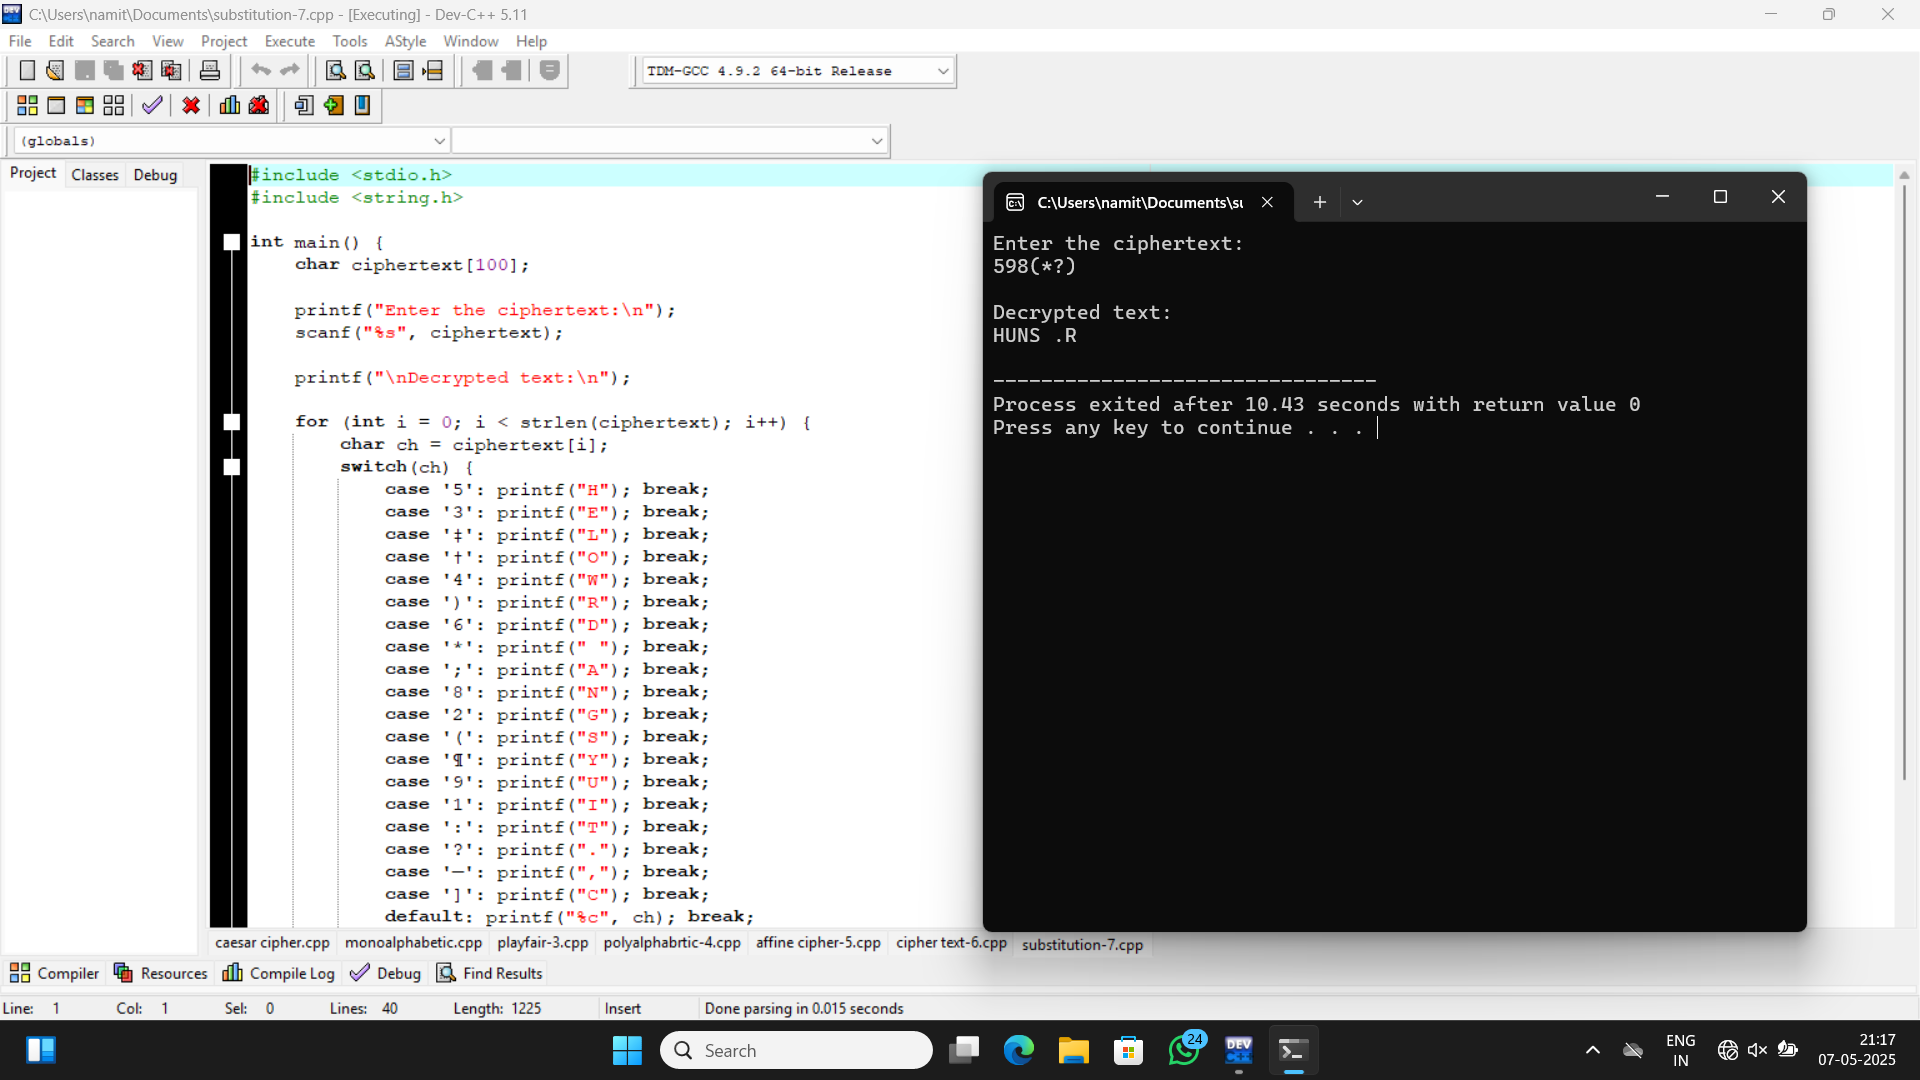 C:\Users\namit\Documents\substitution-7.cpp - [Executing] - Dev-C++ 5.11
File Edit Search View Project Execute Tools AStyle Window Help
TDM-GCC 4.9.2 64-bit Release
(globals)
Project Classes Debug
#include <stdio.h>
#include <string.h>
int main() {
char ciphertext[100];
printf("Enter the ciphertext:\n");
scanf("%s", ciphertext);
printf("\nDecrypted text:\n");
for (int i = 0; i < strlen(ciphertext); i++) {
char ch = ciphertext[i];
switch(ch) {
case '5': printf("H"); break;
case '3': printf("E"); break;
case '‡': printf("L"); break;
case '†': printf("O"); break;
case '4': printf("W"); break;
case ')': printf("R"); break;
case '6': printf("D"); break;
case '*': printf(" "); break;
case ';': printf("A"); break;
case '8': printf("N"); break;
case '2': printf("G"); break;
case '(': printf("S"); break;
case '¶': printf("Y"); break;
case '9': printf("U"); break;
case '1': printf("I"); break;
case ':': printf("T"); break;
case '?': printf("."); break;
case '—': printf(","); break;
case ']': printf("C"); break;
default: printf("%c", ch); break;
C:\Users\namit\Documents\su
Enter the ciphertext:
598(*?)
Decrypted text:
HUNS .R
--------------------------------
Process exited after 10.43 seconds with return value 0
Press any key to continue . . .
caesar cipher.cpp monoalphabetic.cpp playfair-3.cpp polyalphabrtic-4.cpp affine cipher-5.cpp cipher text-6.cpp substitution-7.cpp
Compiler Resources Compile Log Debug Find Results
Line: 1 Col: 1 Sel: 0 Lines: 40 Length: 1225 Insert Done parsing in 0.015 seconds
Search
24
DEV
ENG
IN
21:17
07-05-2025